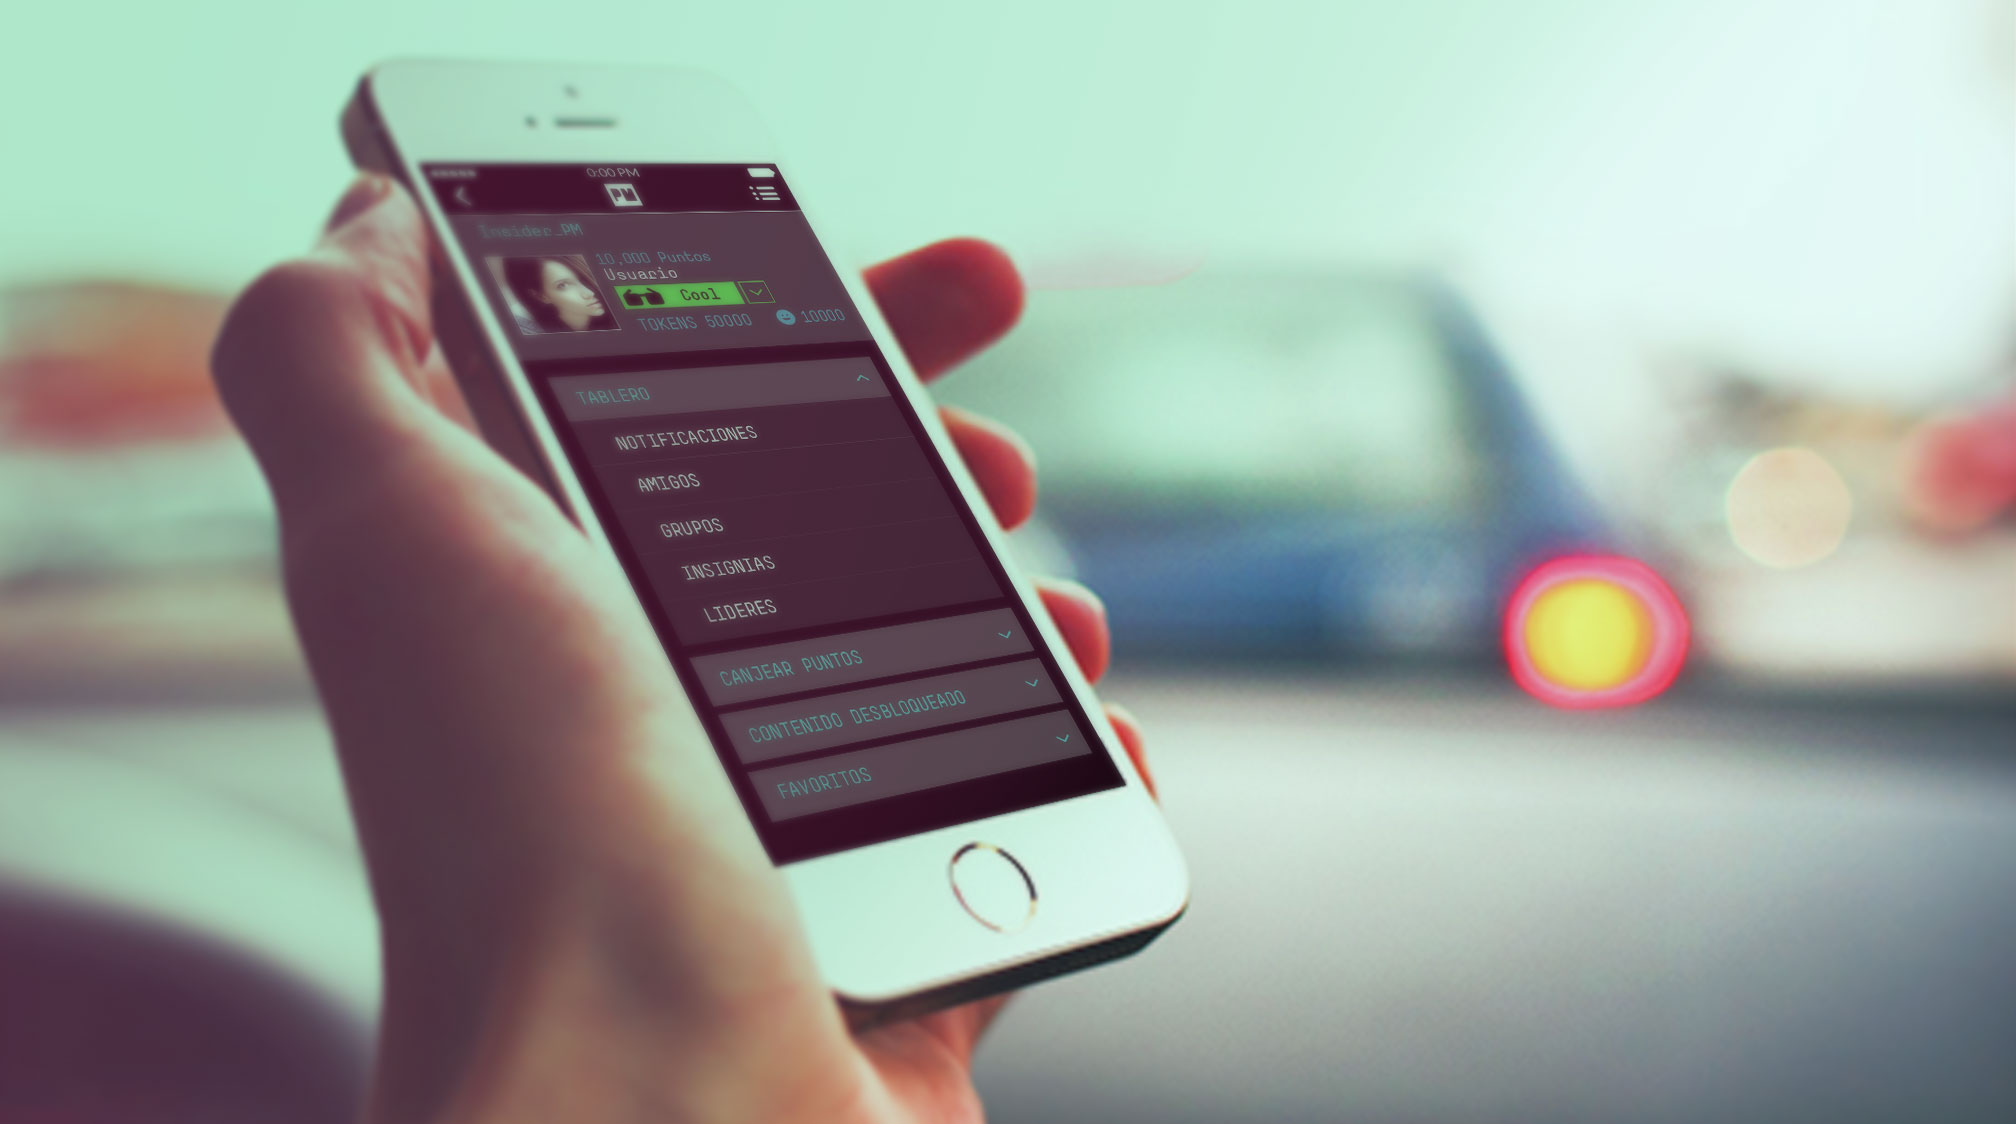 0:00 PM
PM
Insider_PM
10,000 Puntos
Usuario
Cool
TOKENS 50000 10000
TABLERO
NOTIFICACIONES
AMIGOS
GRUPOS
INSIGNIAS
LIDERES
CANJEAR PUNTOS
CONTENIDO DESBLOQUEADO
FAVORITOS